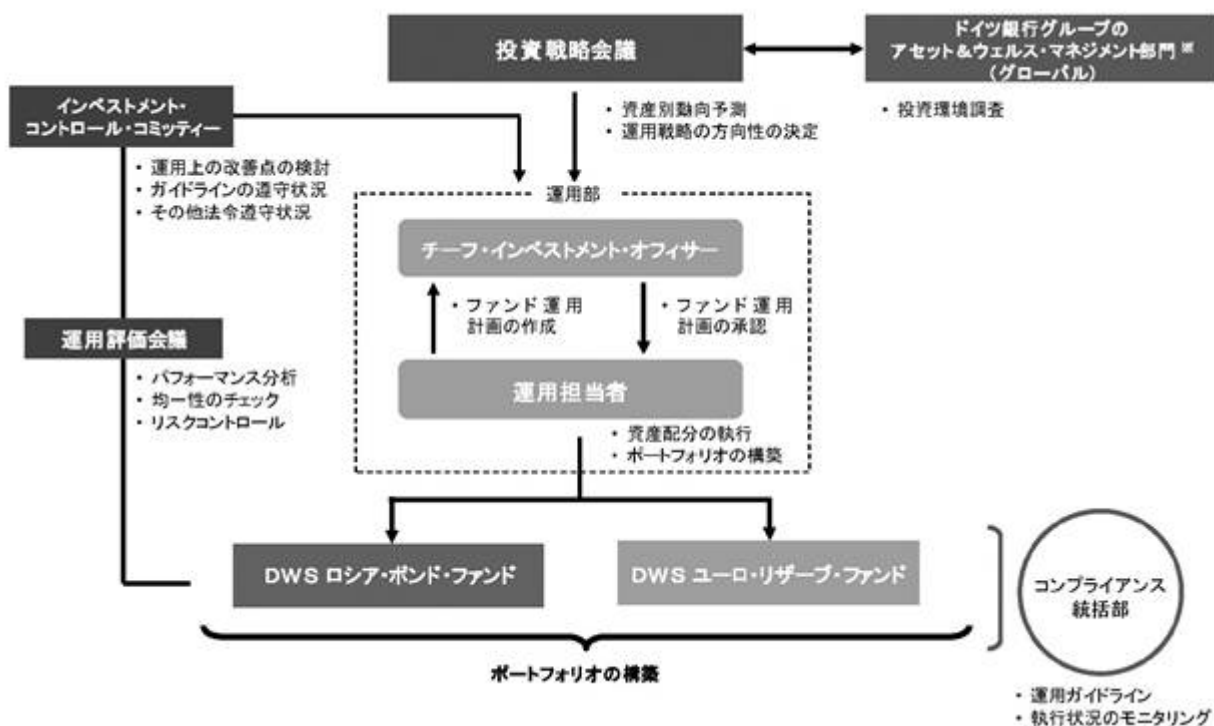 投資戦略会議
ドイツ銀行グループの
アセット&ウェルス・マネジメント部門
(グローバル)
・投資環境調査
・資産別動向予測
・運用戦略の方向性の決定
インベストメント・
コントロール・コミッティー
・運用上の改善点の検討
・ガイドラインの遵守状況
・その他法令遵守状況
運用部
チーフ・インベストメント・オフィサー
・ファンド運用
計画の作成
・ファンド運用
計画の承認
運用評価会議
・パフォーマンス分析
・均一性のチェック
・リスクコントロール
運用担当者
・資産配分の執行
・ポートフォリオの構築
DWS ロシア・ボンド・ファンド
DWS ユーロ・リザーブ・ファンド
コンプライアンス
統括部
ポートフォリオの構築
・運用ガイドライン
・執行状況のモニタリング